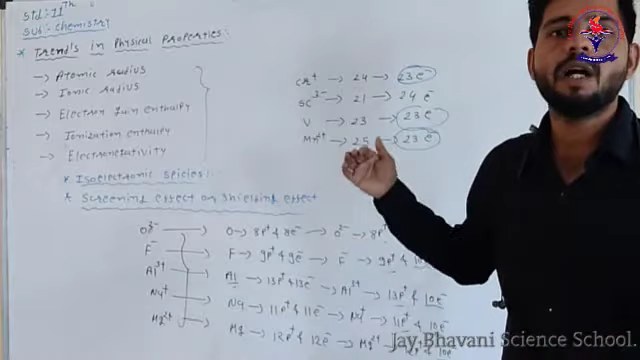 Std: 11th
Sub:- Chemistry
* Trends in Physical Properties:
→ Atomic radius
→ Ionic radius
→ Electron Gain enthalpy
→ Ionization enthalpy
→ Electronegativity
* Isoelectronic species:
* Screening effect or shielding effect
Cr⁺ → 24 → 23 e⁻
Sc³⁻ → 21 → 24 e⁻
V → 23 → 23 e⁻
→ 25 → 23 e⁻
→ O → 8p⁺ & 8e⁻ → O²⁻ → 8p⁺
F⁻ → F → 9p⁺ & 9e⁻ → F⁻ → 9p⁺ &
Al³⁺ → Al → 13p⁺ & 13e⁻ → Al³⁺ → 13p⁺ & 10e⁻
Na⁺ → Na → 11p⁺ & 11e⁻ → Na⁺ → 11p⁺ & 10e⁻
Mg²⁺ → Mg → 12p⁺ & 12e⁻ → Mg²⁺ →
Jay Bhavani Science School.